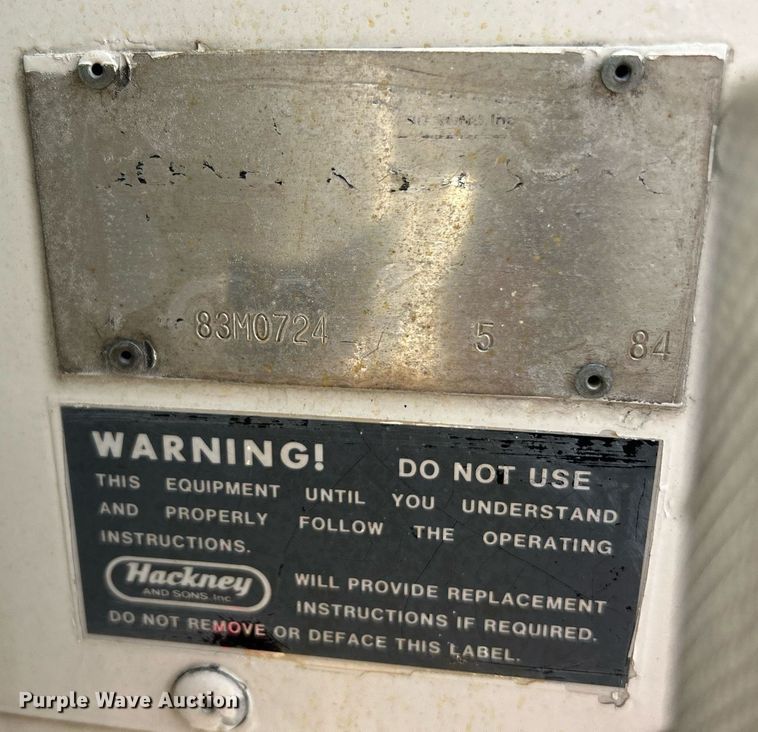 83M0724 5 84
WARNING! DO NOT USE
THIS EQUIPMENT UNTIL YOU UNDERSTAND
AND PROPERLY FOLLOW THE OPERATING
INSTRUCTIONS.
Hackney
AND SONS, Inc
WILL PROVIDE REPLACEMENT
INSTRUCTIONS IF REQUIRED.
DO NOT REMOVE OR DEFACE THIS LABEL.
Purple Wave Auction